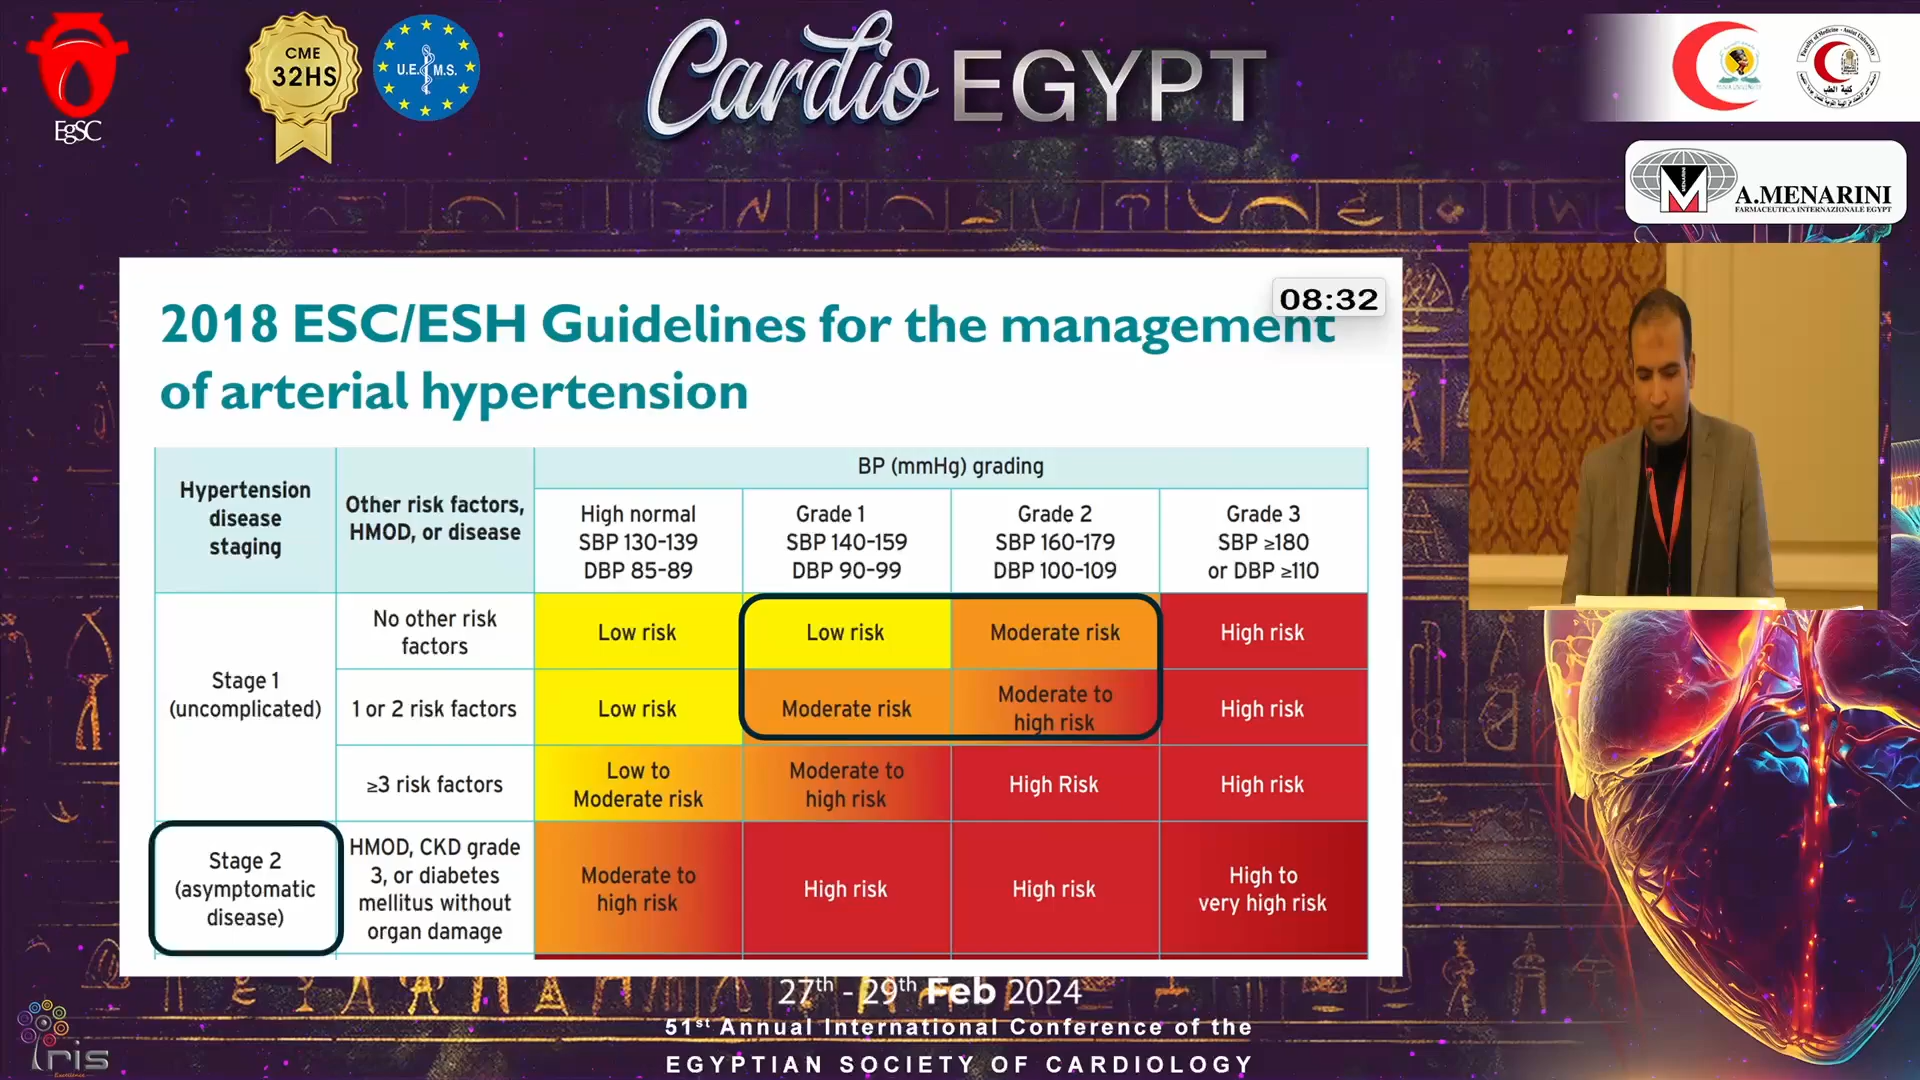 EgSC
CME
32HS
U.E.M.S.
Cardio EGYPT
كلية الطب
MENARINI
A.MENARINI
FARMACEUTICA INTERNAZIONALE EGYPT
08:32
2018 ESC/ESH Guidelines for the management
of arterial hypertension
Hypertension
disease
staging
Other risk factors,
HMOD, or disease
BP (mmHg) grading
High normal
SBP 130-139
DBP 85-89
Grade 1
SBP 140-159
DBP 90-99
Grade 2
SBP 160-179
DBP 100-109
Grade 3
SBP ≥180
or DBP ≥110
Stage 1
(uncomplicated)
No other risk
factors
Low risk
Low risk
Moderate risk
High risk
1 or 2 risk factors
Low risk
Moderate risk
Moderate to
high risk
High risk
≥3 risk factors
Low to
Moderate risk
Moderate to
high risk
High Risk
High risk
Stage 2
(asymptomatic
disease)
HMOD, CKD grade
3, or diabetes
mellitus without
organ damage
Moderate to
high risk
High risk
High risk
High to
very high risk
27th - 29th Feb 2024
51st Annual International Conference of the
EGYPTIAN SOCIETY OF CARDIOLOGY
Iris
Excellence